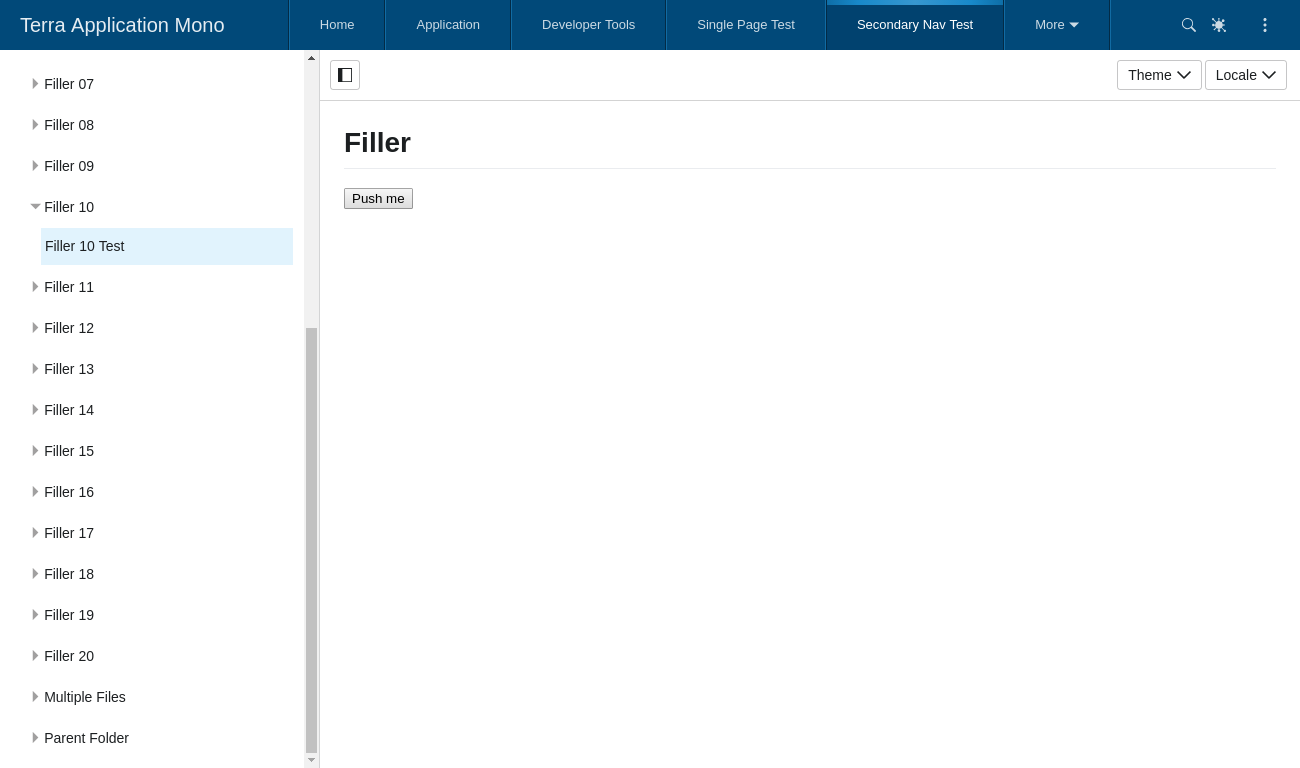 Terra Application Mono
Home
Application
Developer Tools
Single Page Test
Secondary Nav Test
More
Filler 07
Filler 08
Filler 09
Filler 10
Filler 10 Test
Filler 11
Filler 12
Filler 13
Filler 14
Filler 15
Filler 16
Filler 17
Filler 18
Filler 19
Filler 20
Multiple Files
Parent Folder
Theme
Locale
Filler
Push me